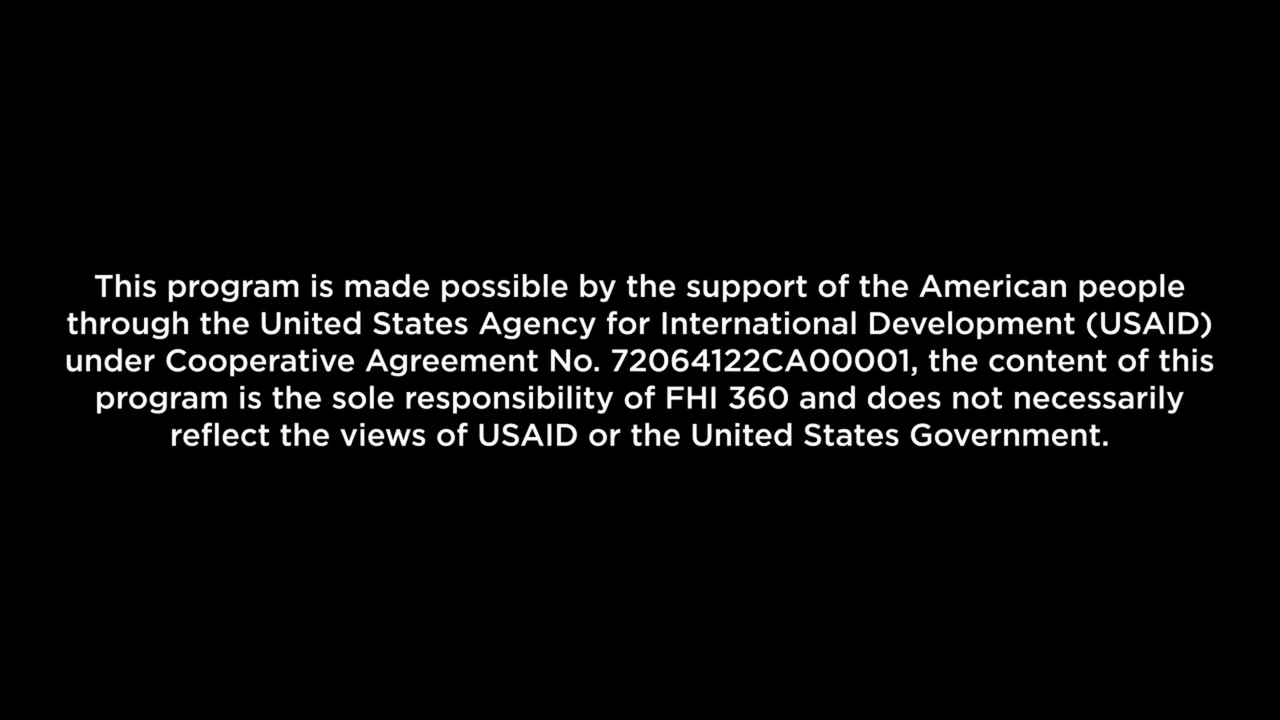 This program is made possible by the support of the American people
through the United States Agency for International Development (USAID)
under Cooperative Agreement No. 72064122CA00001, the content of this
program is the sole responsibility of FHI 360 and does not necessarily
reflect the views of USAID or the United States Government.